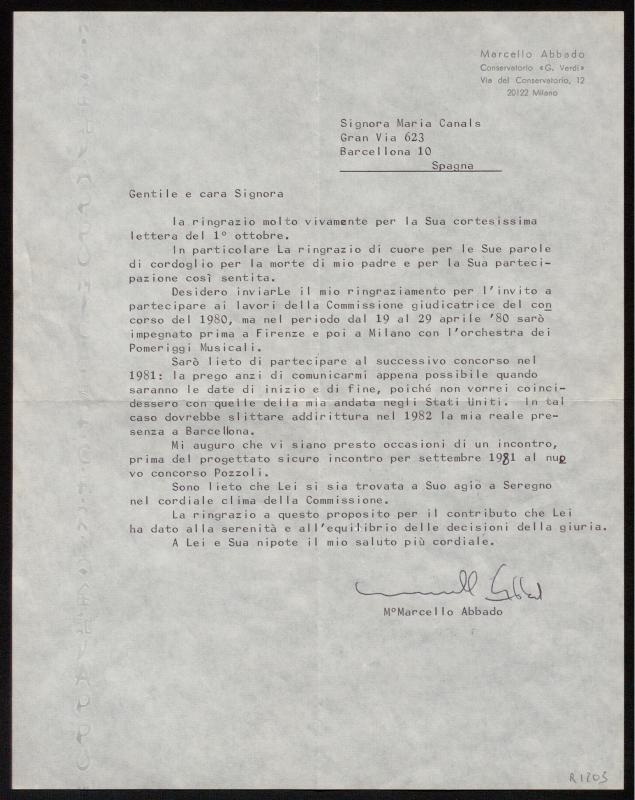 Marcello Abbado
Conservatorio «G. Verdi»
Via del Conservatorio, 12
20122 Milano
Signora Maria Canals
Gran Via 623
Barcellona 10
Spagna
Gentile e cara Signora
la ringrazio molto vivamente per la Sua cortesissima
lettera del 1° ottobre.
In particolare La ringrazio di cuore per le Sue parole
di cordoglio per la morte di mio padre e per la Sua parteci-
pazione così sentita.
Desidero inviarLe il mio ringraziamento per l'invito a
partecipare ai lavori della Commissione giudicatrice del con
corso del 1980, ma nel periodo dal 19 al 29 aprile '80 sarò
impegnato prima a Firenze e poi a Milano con l'orchestra dei
Pomeriggi Musicali.
Sarò lieto di partecipare al successivo concorso nel
1981: la prego anzi di comunicarmi appena possibile quando
saranno le date di inizio e di fine, poiché non vorrei coinci-
dessero con quelle della mia andata negli Stati Uniti. In tal
caso dovrebbe slittare addirittura nel 1982 la mia reale pre-
senza a Barcellona.
Mi auguro che vi siano presto occasioni di un incontro,
prima del progettato sicuro incontro per settembre 1981 al nuo
vo concorso Pozzoli.
Sono lieto che Lei si sia trovata a Suo agio a Seregno
nel cordiale clima della Commissione.
La ringrazio a questo proposito per il contributo che Lei
ha dato alla serenità e all'equilibrio delle decisioni della giuria.
A Lei e Sua nipote il mio saluto più cordiale.
M°Marcello Abbado
R1203